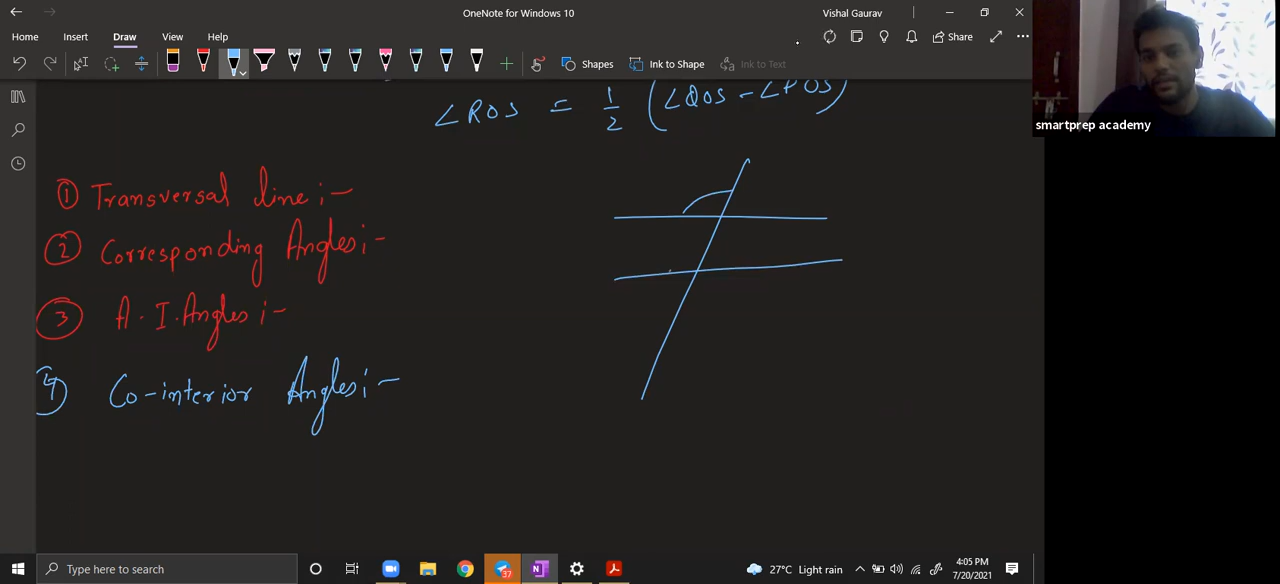 OneNote for Windows 10
Vishal Gaurav
Home Insert Draw View Help
Share
Shapes Ink to Shape Ink to Text
smartprep academy
∠ROS = 1/2 (∠QOS - ∠POS)
① Transversal line :-
② Corresponding Angles :-
③ A.I.Angles :-
④ Co-interior Angles :-
Type here to search
37
27°C Light rain
4:05 PM
7/20/2021